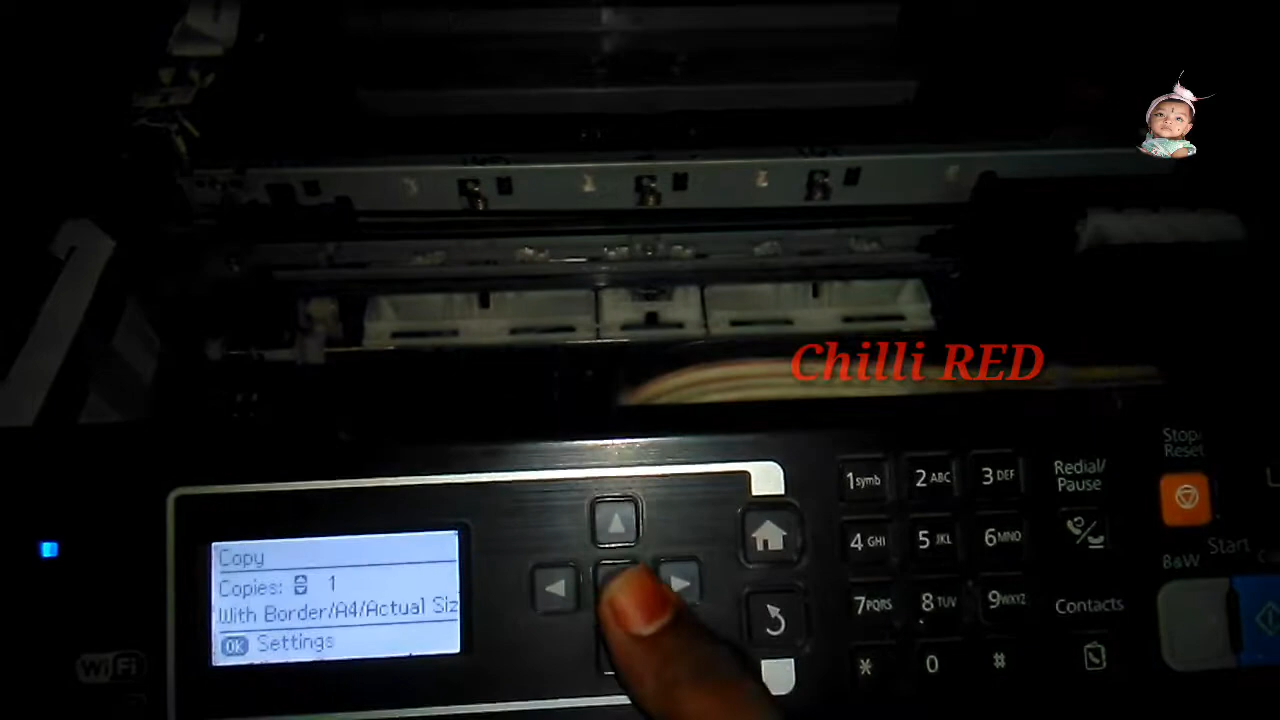 Chilli RED
Copy
Copies: 1
With Border/A4/Actual Siz
OK Settings
WiFi
1symb 2ABC 3DEF
4GHI 5JKL 6MNO
7PQRS 8TUV 9WXYZ
* 0 #
Redial/
Pause
Contacts
Stop/
Reset
Start
B&W